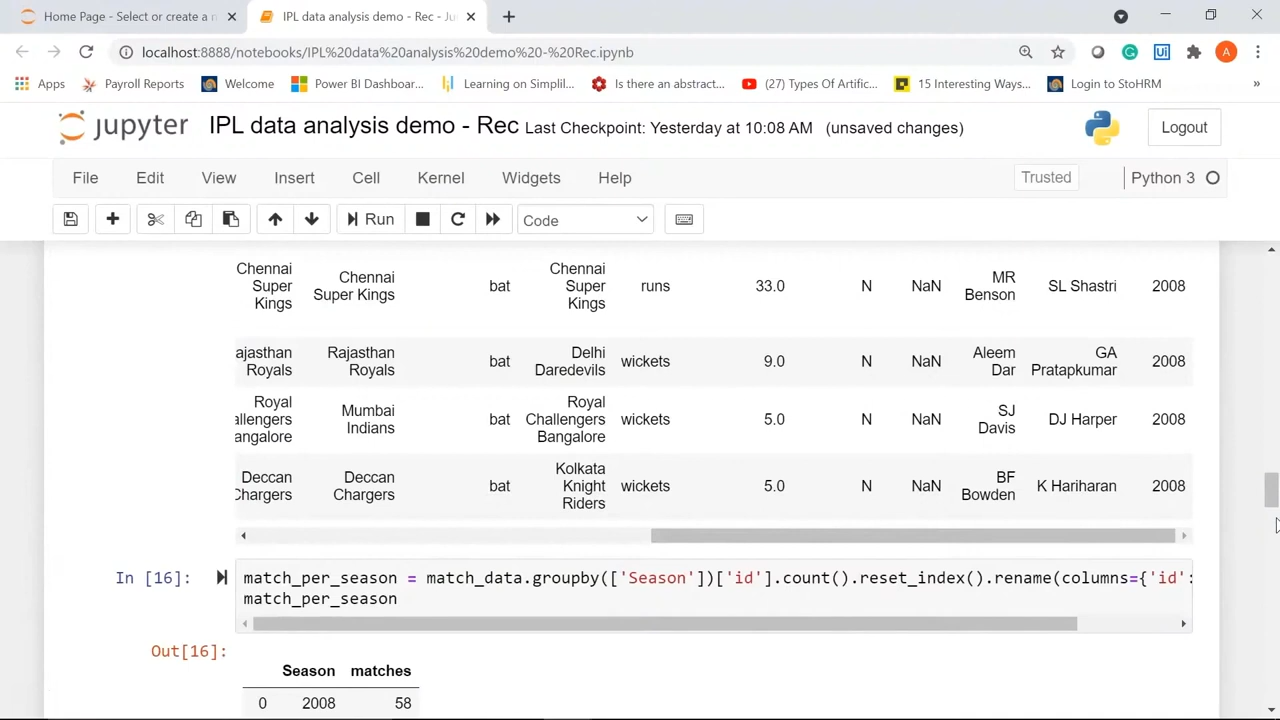 Home Page - Select or create a n
IPL data analysis demo - Rec - Ju
localhost:8888/notebooks/IPL%20data%20analysis%20demo%20-%20Rec.ipynb
A
Apps
Payroll Reports
Welcome
Power BI Dashboar...
Learning on Simplil...
Is there an abstract...
(27) Types Of Artific...
15 Interesting Ways...
Login to StoHRM
»
jupyter IPL data analysis demo - Rec Last Checkpoint: Yesterday at 10:08 AM (unsaved changes)
Logout
File Edit View Insert Cell Kernel Widgets Help
Trusted
Python 3
Run
Code
Chennai Super Kings Chennai Super Kings bat Chennai Super Kings runs 33.0 N NaN MR Benson SL Shastri 2008
ajasthan Royals Rajasthan Royals bat Delhi Daredevils wickets 9.0 N NaN Aleem Dar GA Pratapkumar 2008
Royal allengers angalore Mumbai Indians bat Royal Challengers Bangalore wickets 5.0 N NaN SJ Davis DJ Harper 2008
Deccan Chargers Deccan Chargers bat Kolkata Knight Riders wickets 5.0 N NaN BF Bowden K Hariharan 2008
In [16]:
match_per_season = match_data.groupby(['Season'])['id'].count().reset_index().rename(columns={'id':
match_per_season
Out[16]:
Season matches
0 2008 58